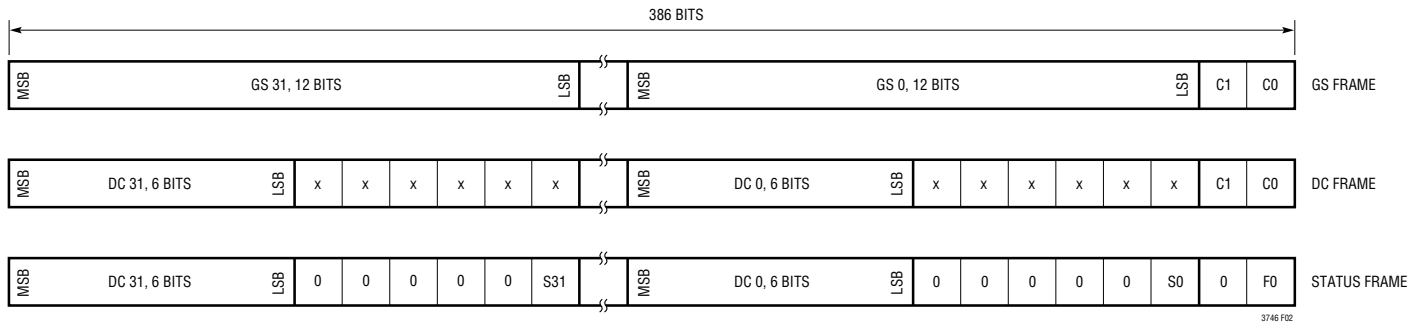 386 BITS
MSB GS 31, 12 BITS LSB MSB GS 0, 12 BITS LSB C1 C0 GS FRAME
MSB DC 31, 6 BITS LSB x x x x x x MSB DC 0, 6 BITS LSB x x x x x x C1 C0 DC FRAME
MSB DC 31, 6 BITS LSB 0 0 0 0 0 S31 MSB DC 0, 6 BITS LSB 0 0 0 0 0 S0 0 F0 STATUS FRAME
3746 F02